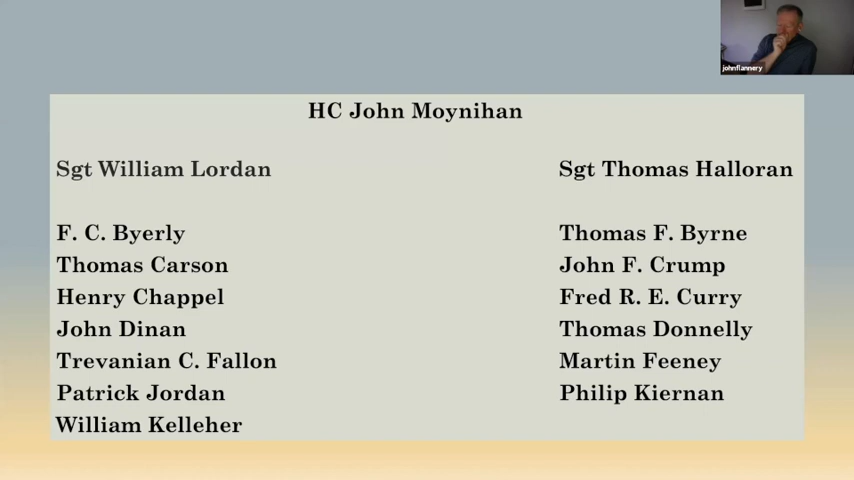 johnflannery
HC John Moynihan
Sgt William Lordan
Sgt Thomas Halloran
F. C. Byerly
Thomas Carson
Henry Chappel
John Dinan
Trevanian C. Fallon
Patrick Jordan
William Kelleher
Thomas F. Byrne
John F. Crump
Fred R. E. Curry
Thomas Donnelly
Martin Feeney
Philip Kiernan